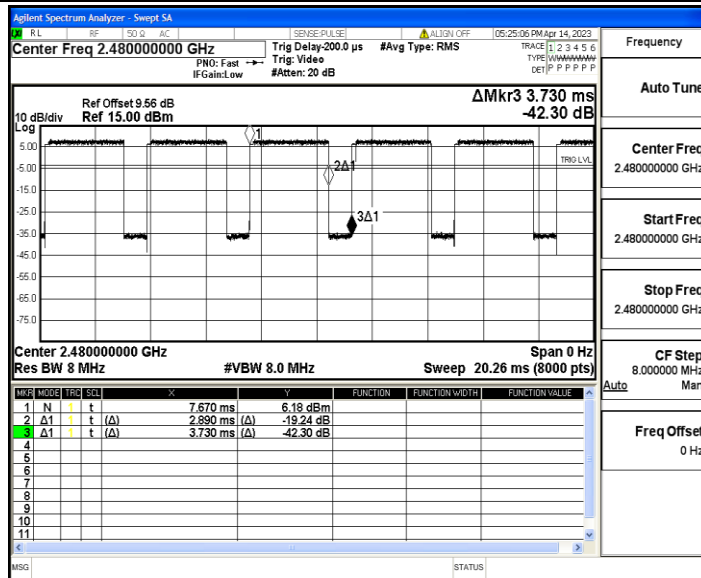 Agilent Spectrum Analyzer - Swept SA
RL RF 50 Ω AC SENSE:PULSE ALIGN OFF 05:25:06 PM Apr 14, 2023
Center Freq 2.480000000 GHz
PNO: Fast
IFGain:Low
Trig Delay-200.0 µs
Trig: Video
#Atten: 20 dB
#Avg Type: RMS
TRACE 1 2 3 4 5 6
TYPE
DET P P P P P P
ΔMkr3 3.730 ms
-42.30 dB
Ref Offset 9.56 dB
10 dB/div Ref 15.00 dBm
Log
5.00
-5.00
-15.0
-25.0
-35.0
-45.0
-55.0
-65.0
-75.0
1
2Δ1
3Δ1
TRIG LVL
Center 2.480000000 GHz Span 0 Hz
Res BW 8 MHz #VBW 8.0 MHz Sweep 20.26 ms (8000 pts)
MKR MODE TRC SCL X Y FUNCTION FUNCTION WIDTH FUNCTION VALUE
1 N 1 t 7.670 ms 6.18 dBm
2 Δ1 1 t (Δ) 2.890 ms (Δ) -19.24 dB
3 Δ1 1 t (Δ) 3.730 ms (Δ) -42.30 dB
4
5
6
7
8
9
10
11
MSG STATUS
Frequency
Auto Tune
Center Freq
2.480000000 GHz
Start Freq
2.480000000 GHz
Stop Freq
2.480000000 GHz
CF Step
8.000000 MHz
Auto Man
Freq Offset
0 Hz